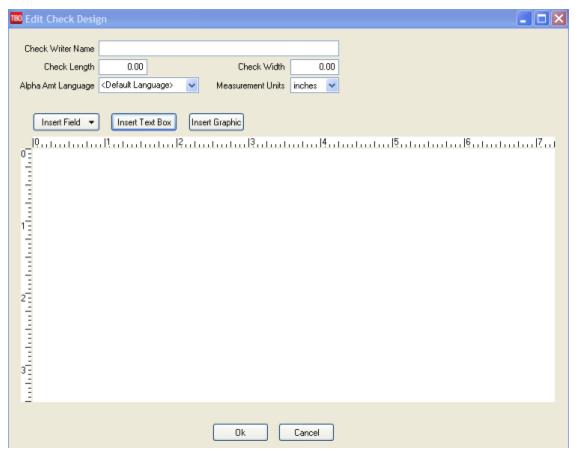 TBO Edit Check Design
Check Writer Name
Check Length 0.00 Check Width 0.00
Alpha Amt Language <Default Language> Measurement Units inches
Insert Field Insert Text Box Insert Graphic
0 1 2 3 4 5 6 7
0
1
2
3
Ok Cancel